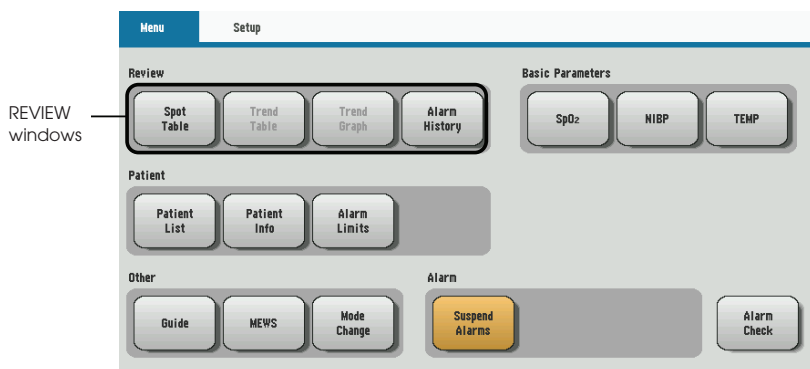 Menu Setup
Review Basic Parameters
REVIEW
windows
Spot
Table
Trend
Table
Trend
Graph
Alarm
History
SpO2
NIBP
TEMP
Patient
Patient
List
Patient
Info
Alarm
Limits
Other Alarm
Guide
MEWS
Mode
Change
Suspend
Alarms
Alarm
Check